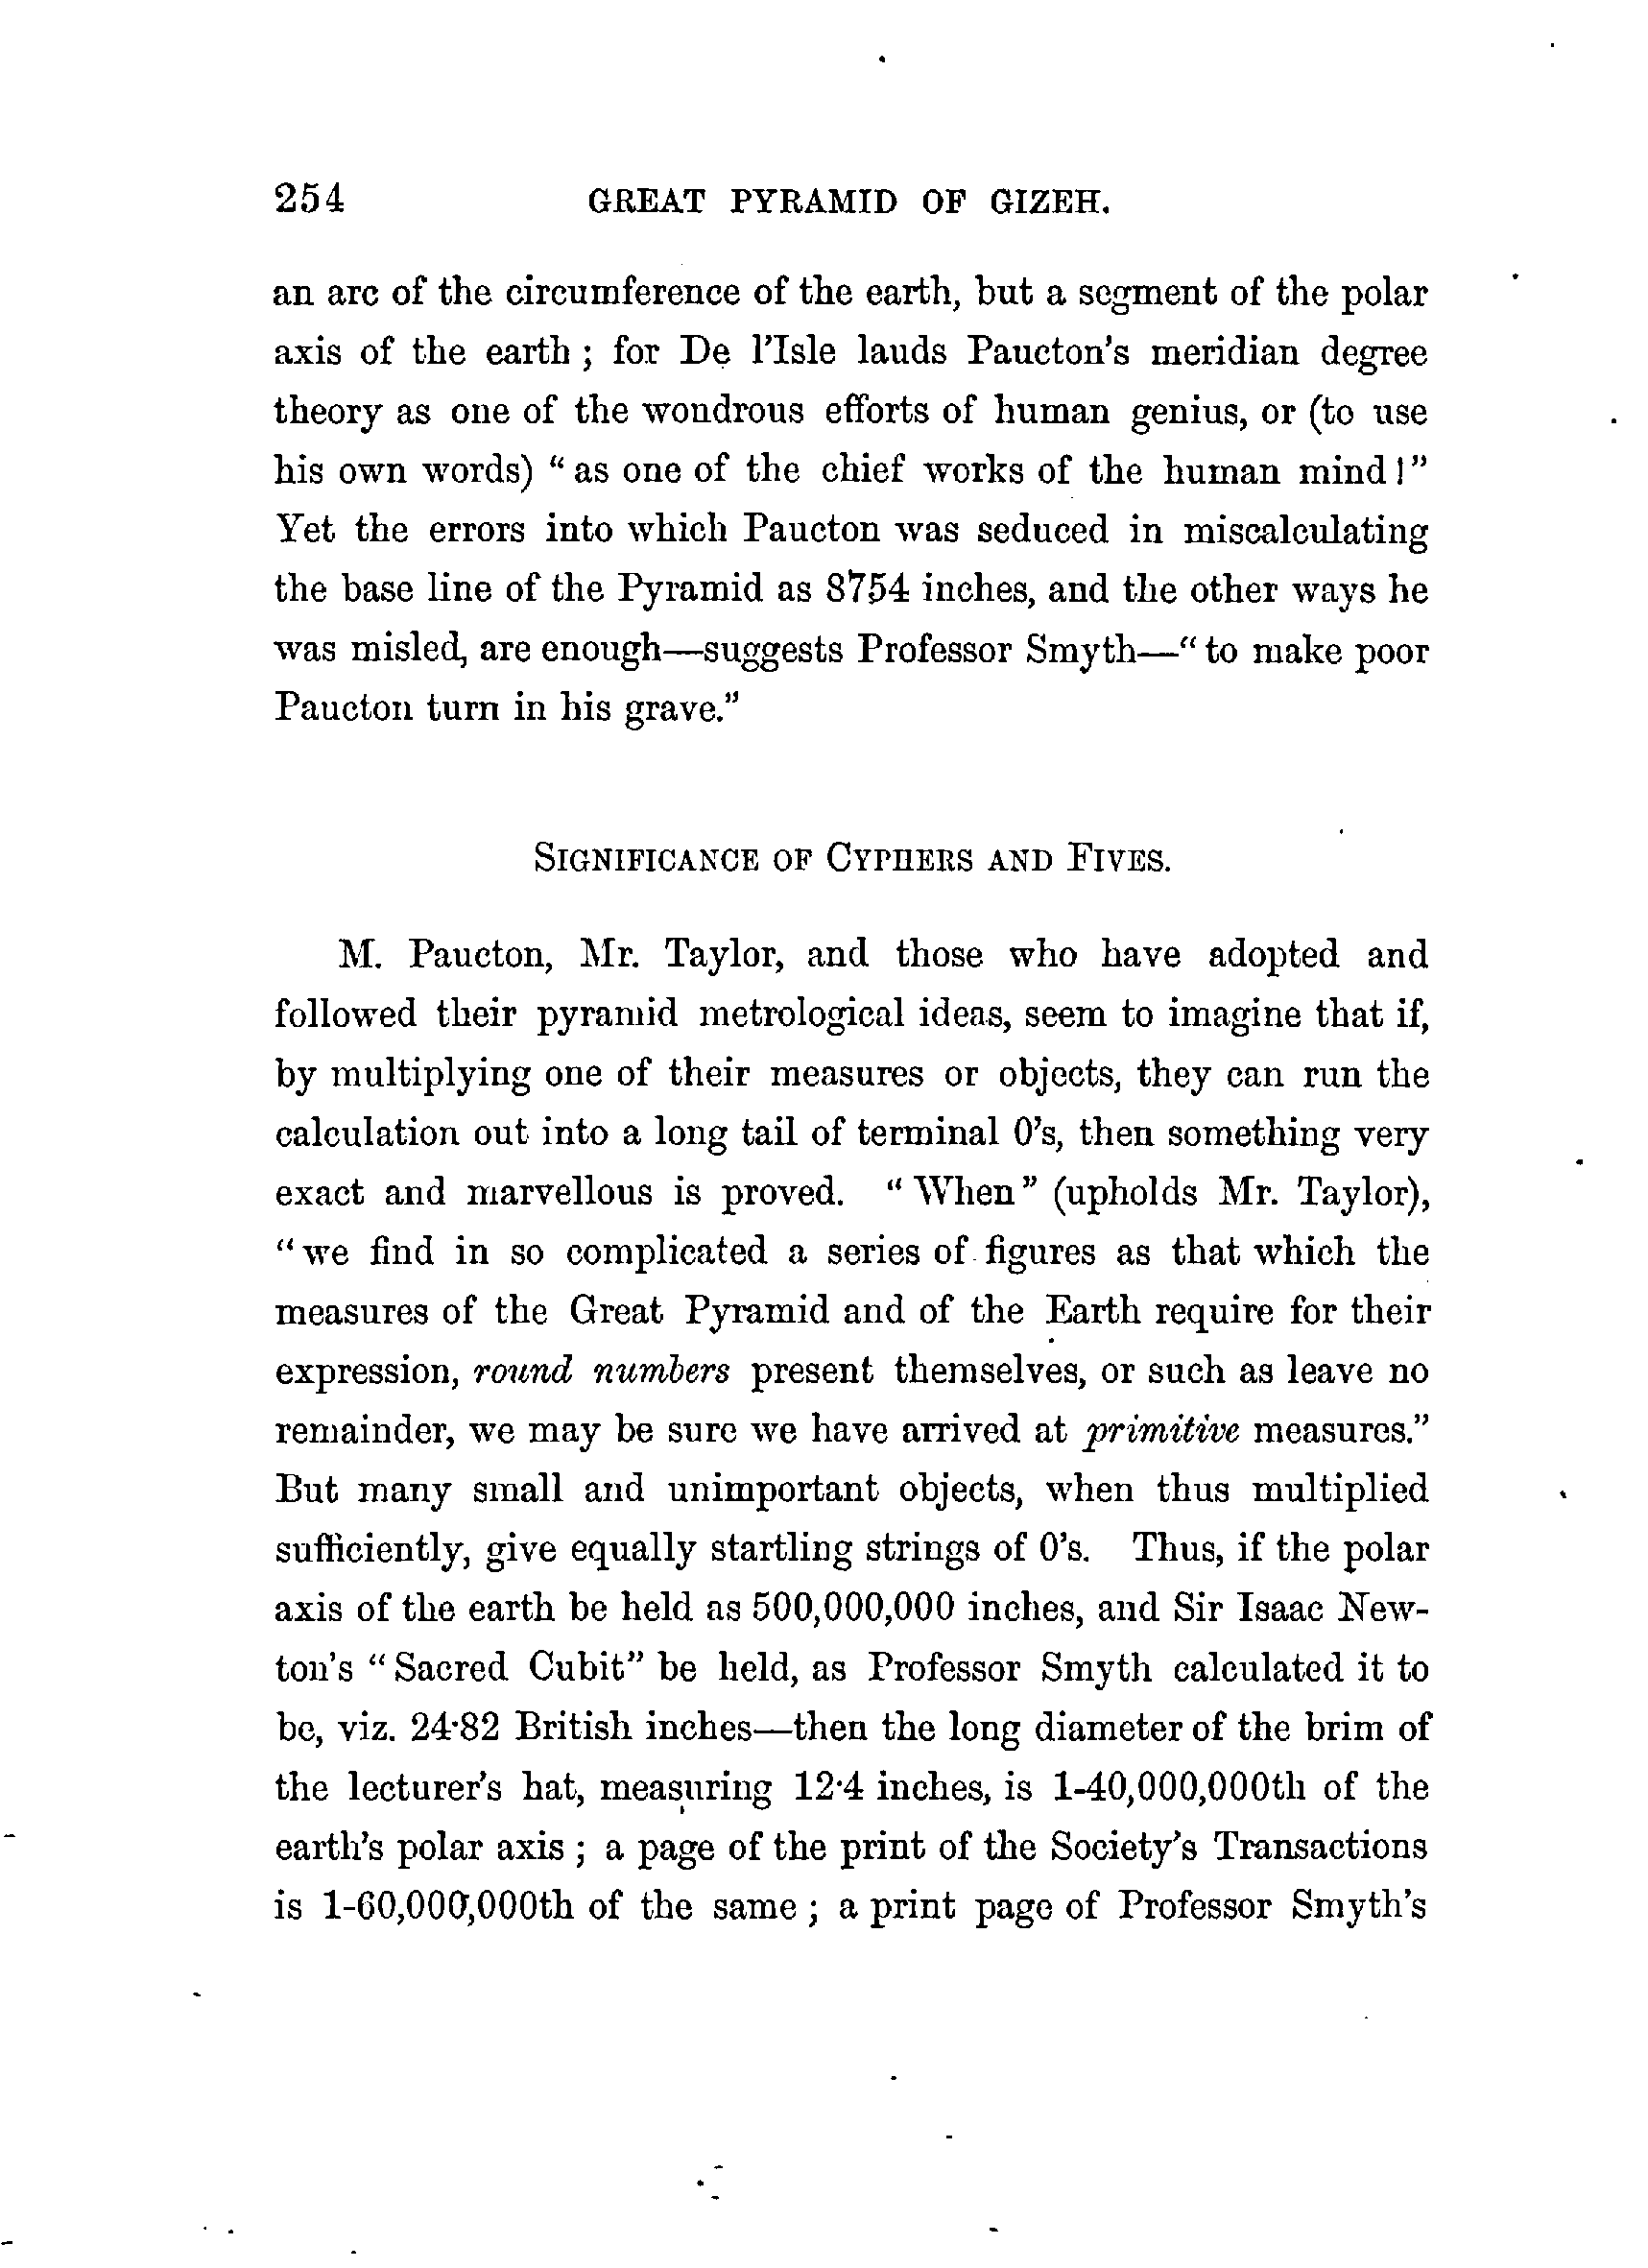 254 GREAT PYRAMID OF GIZEH.
an arc of the circumference of the earth, but a segment of the polar
axis of the earth ; for De l'Isle lauds Paucton's meridian degree
theory as one of the wondrous efforts of human genius, or (to use
his own words) “ as one of the chief works of the human mind !”
Yet the errors into which Paucton was seduced in miscalculating
the base line of the Pyramid as 8754 inches, and the other ways he
was misled, are enough—suggests Professor Smyth—“ to make poor
Paucton turn in his grave.”
SIGNIFICANCE OF CYPHERS AND FIVES.
M. Paucton, Mr. Taylor, and those who have adopted and
followed their pyramid metrological ideas, seem to imagine that if,
by multiplying one of their measures or objects, they can run the
calculation out into a long tail of terminal 0's, then something very
exact and marvellous is proved. “ When ” (upholds Mr. Taylor),
“ we find in so complicated a series of figures as that which the
measures of the Great Pyramid and of the Earth require for their
expression, round numbers present themselves, or such as leave no
remainder, we may be sure we have arrived at primitive measures.”
But many small and unimportant objects, when thus multiplied
sufficiently, give equally startling strings of 0's. Thus, if the polar
axis of the earth be held as 500,000,000 inches, and Sir Isaac New-
ton's “ Sacred Cubit” be held, as Professor Smyth calculated it to
be, viz. 24·82 British inches—then the long diameter of the brim of
the lecturer's hat, measuring 12·4 inches, is 1-40,000,000th of the
earth's polar axis ; a page of the print of the Society's Transactions
is 1-60,000,000th of the same ; a print page of Professor Smyth's